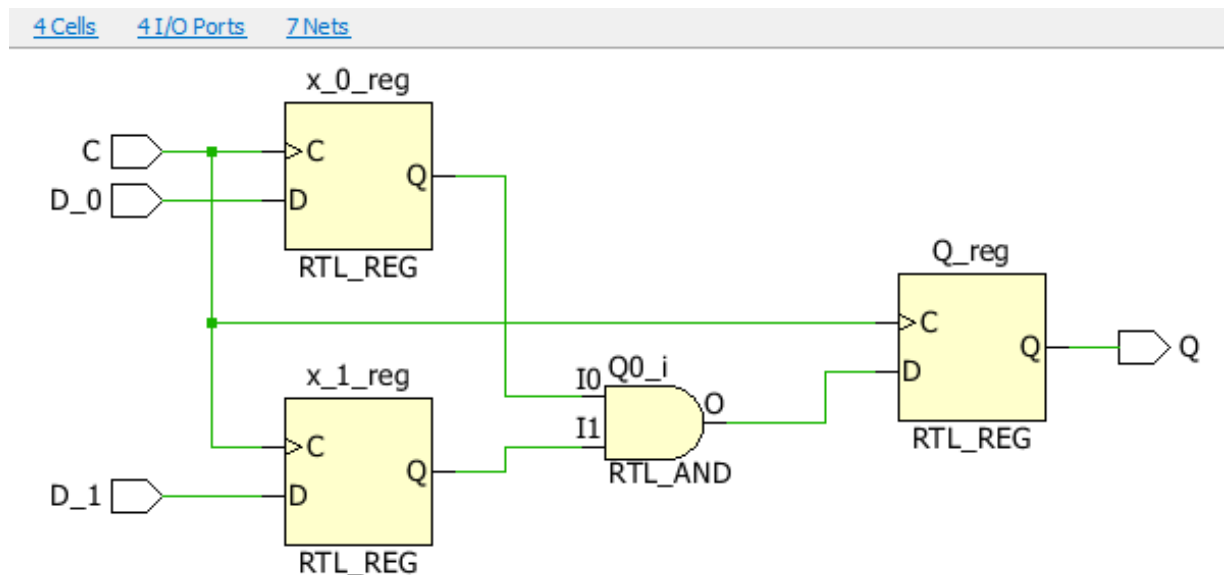 4 Cells 4 I/O Ports 7 Nets
x_0_reg
C
C
Q
D_0
D
RTL_REG
Q_reg
C
Q
Q
D
RTL_REG
x_1_reg
C
Q
D_1
D
RTL_REG
Q0_i
I0
O
I1
RTL_AND